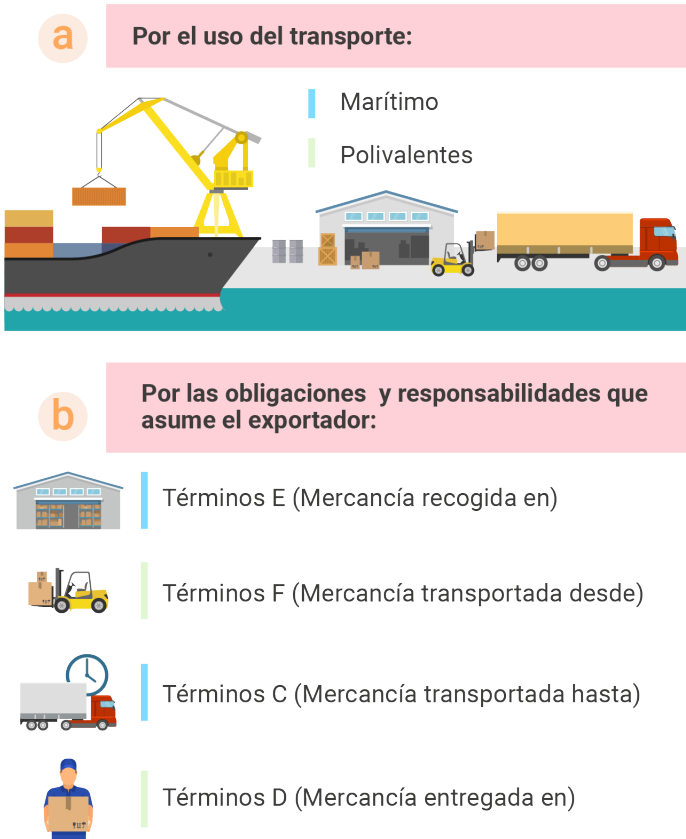 a
Por el uso del transporte:
Marítimo
Polivalentes
b
Por las obligaciones y responsabilidades que
asume el exportador:
Términos E (Mercancía recogida en)
Términos F (Mercancía transportada desde)
Términos C (Mercancía transportada hasta)
Términos D (Mercancía entregada en)